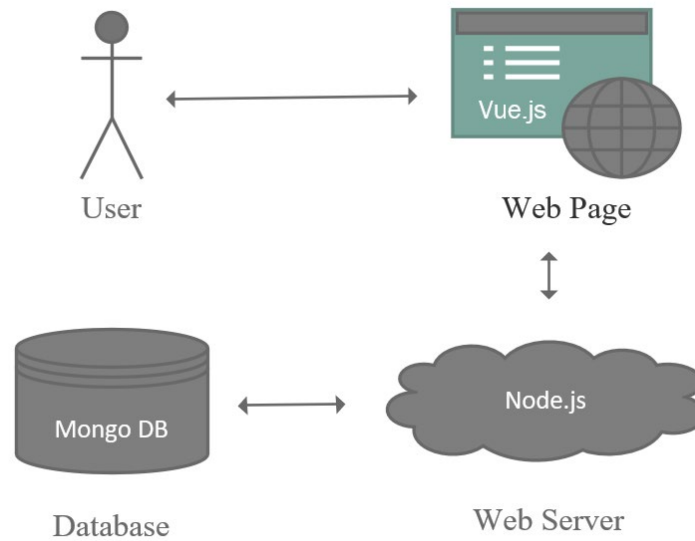 Vue.js
User
Web Page
Mongo DB
Node.js
Database
Web Server